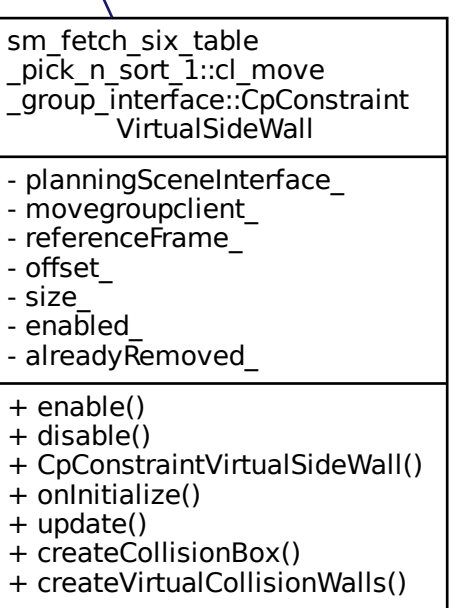 sm_fetch_six_table
_pick_n_sort_1::cl_move
_group_interface::CpConstraint
VirtualSideWall
- planningSceneInterface_
- movegroupclient_
- referenceFrame_
- offset_
- size_
- enabled_
- alreadyRemoved_
+ enable()
+ disable()
+ CpConstraintVirtualSideWall()
+ onInitialize()
+ update()
+ createCollisionBox()
+ createVirtualCollisionWalls()